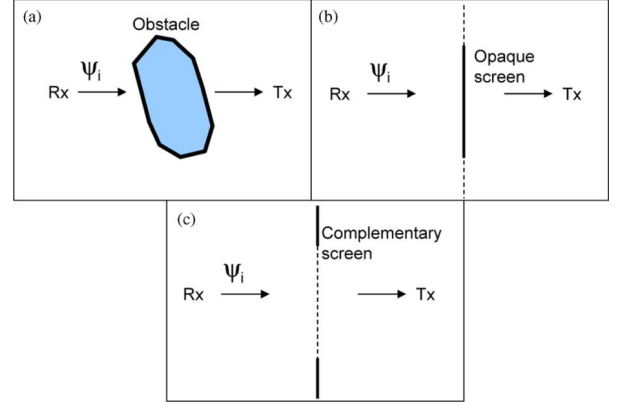 (a)
Obstacle
Ψi
Rx
Tx
(b)
Opaque
screen
Ψi
Rx
Tx
(c)
Complementary
screen
Ψi
Rx
Tx